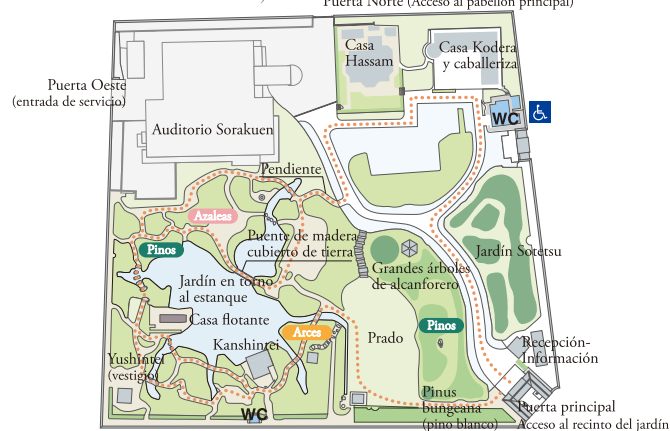 Puerta Norte (Acceso al pabellón principal)
Casa
Hassam
Casa Kodera
y caballeriza
Puerta Oeste
(entrada de servicio)
WC
Auditorio Sorakuen
Pendiente
Azaleas
Pinos
Puente de madera
cubierto de tierra
Jardín Sotetsu
Grandes árboles
de alcanforero
Jardín en torno
al estanque
Casa flotante
Arces
Pinos
Prado
Kanshintei
Recepción-
Información
Yushintei
(vestigio)
Pinus
bungeana
(pino blanco)
WC
Puerta principal
Acceso al recinto del jardín